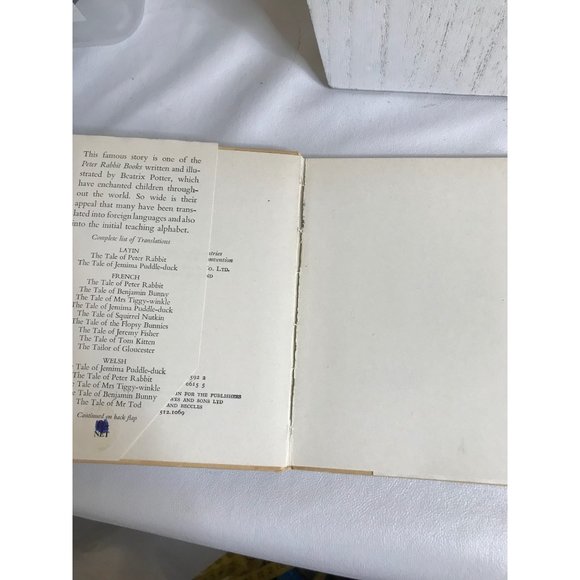 This famous story is one of the
Peter Rabbit Books written and illu-
strated by Beatrix Potter, which
have enchanted children through-
out the world. So wide is their
appeal that many have been trans-
lated into foreign languages and also
into the initial teaching alphabet.
Complete list of Translations
LATIN
The Tale of Peter Rabbit
The Tale of Jemima Puddle-duck
FRENCH
The Tale of Peter Rabbit
The Tale of Benjamin Bunny
The Tale of Mrs Tiggy-winkle
The Tale of Jemima Puddle-duck
The Tale of Squirrel Nutkin
The Tale of the Flopsy Bunnies
The Tale of Jeremy Fisher
The Tale of Tom Kitten
The Tailor of Gloucester
WELSH
The Tale of Jemima Puddle-duck
The Tale of Peter Rabbit
The Tale of Mrs Tiggy-winkle
The Tale of Benjamin Bunny
The Tale of Mr Tod
Continued on back flap
NET
CO. LTD.
592 2
6615 5
FOR THE PUBLISHERS
AND SONS LTD
AND BECCLES
512.1069